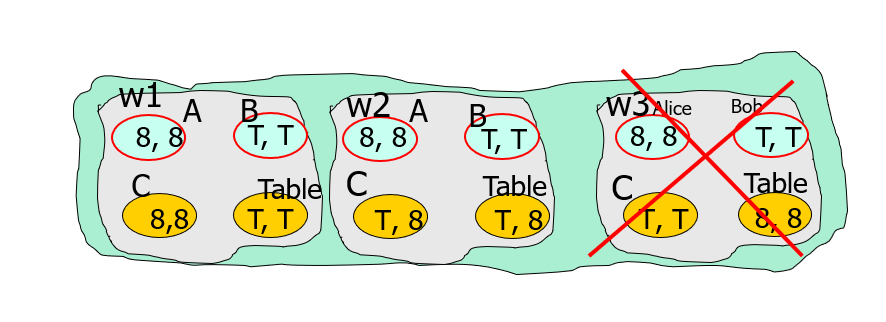 w1 A B
8, 8 T, T
C Table
8,8 T, T
w2 A B
8, 8 T, T
C Table
T, 8 T, 8
w3 Alice Bob
8, 8 T, T
C Table
T, T 8, 8